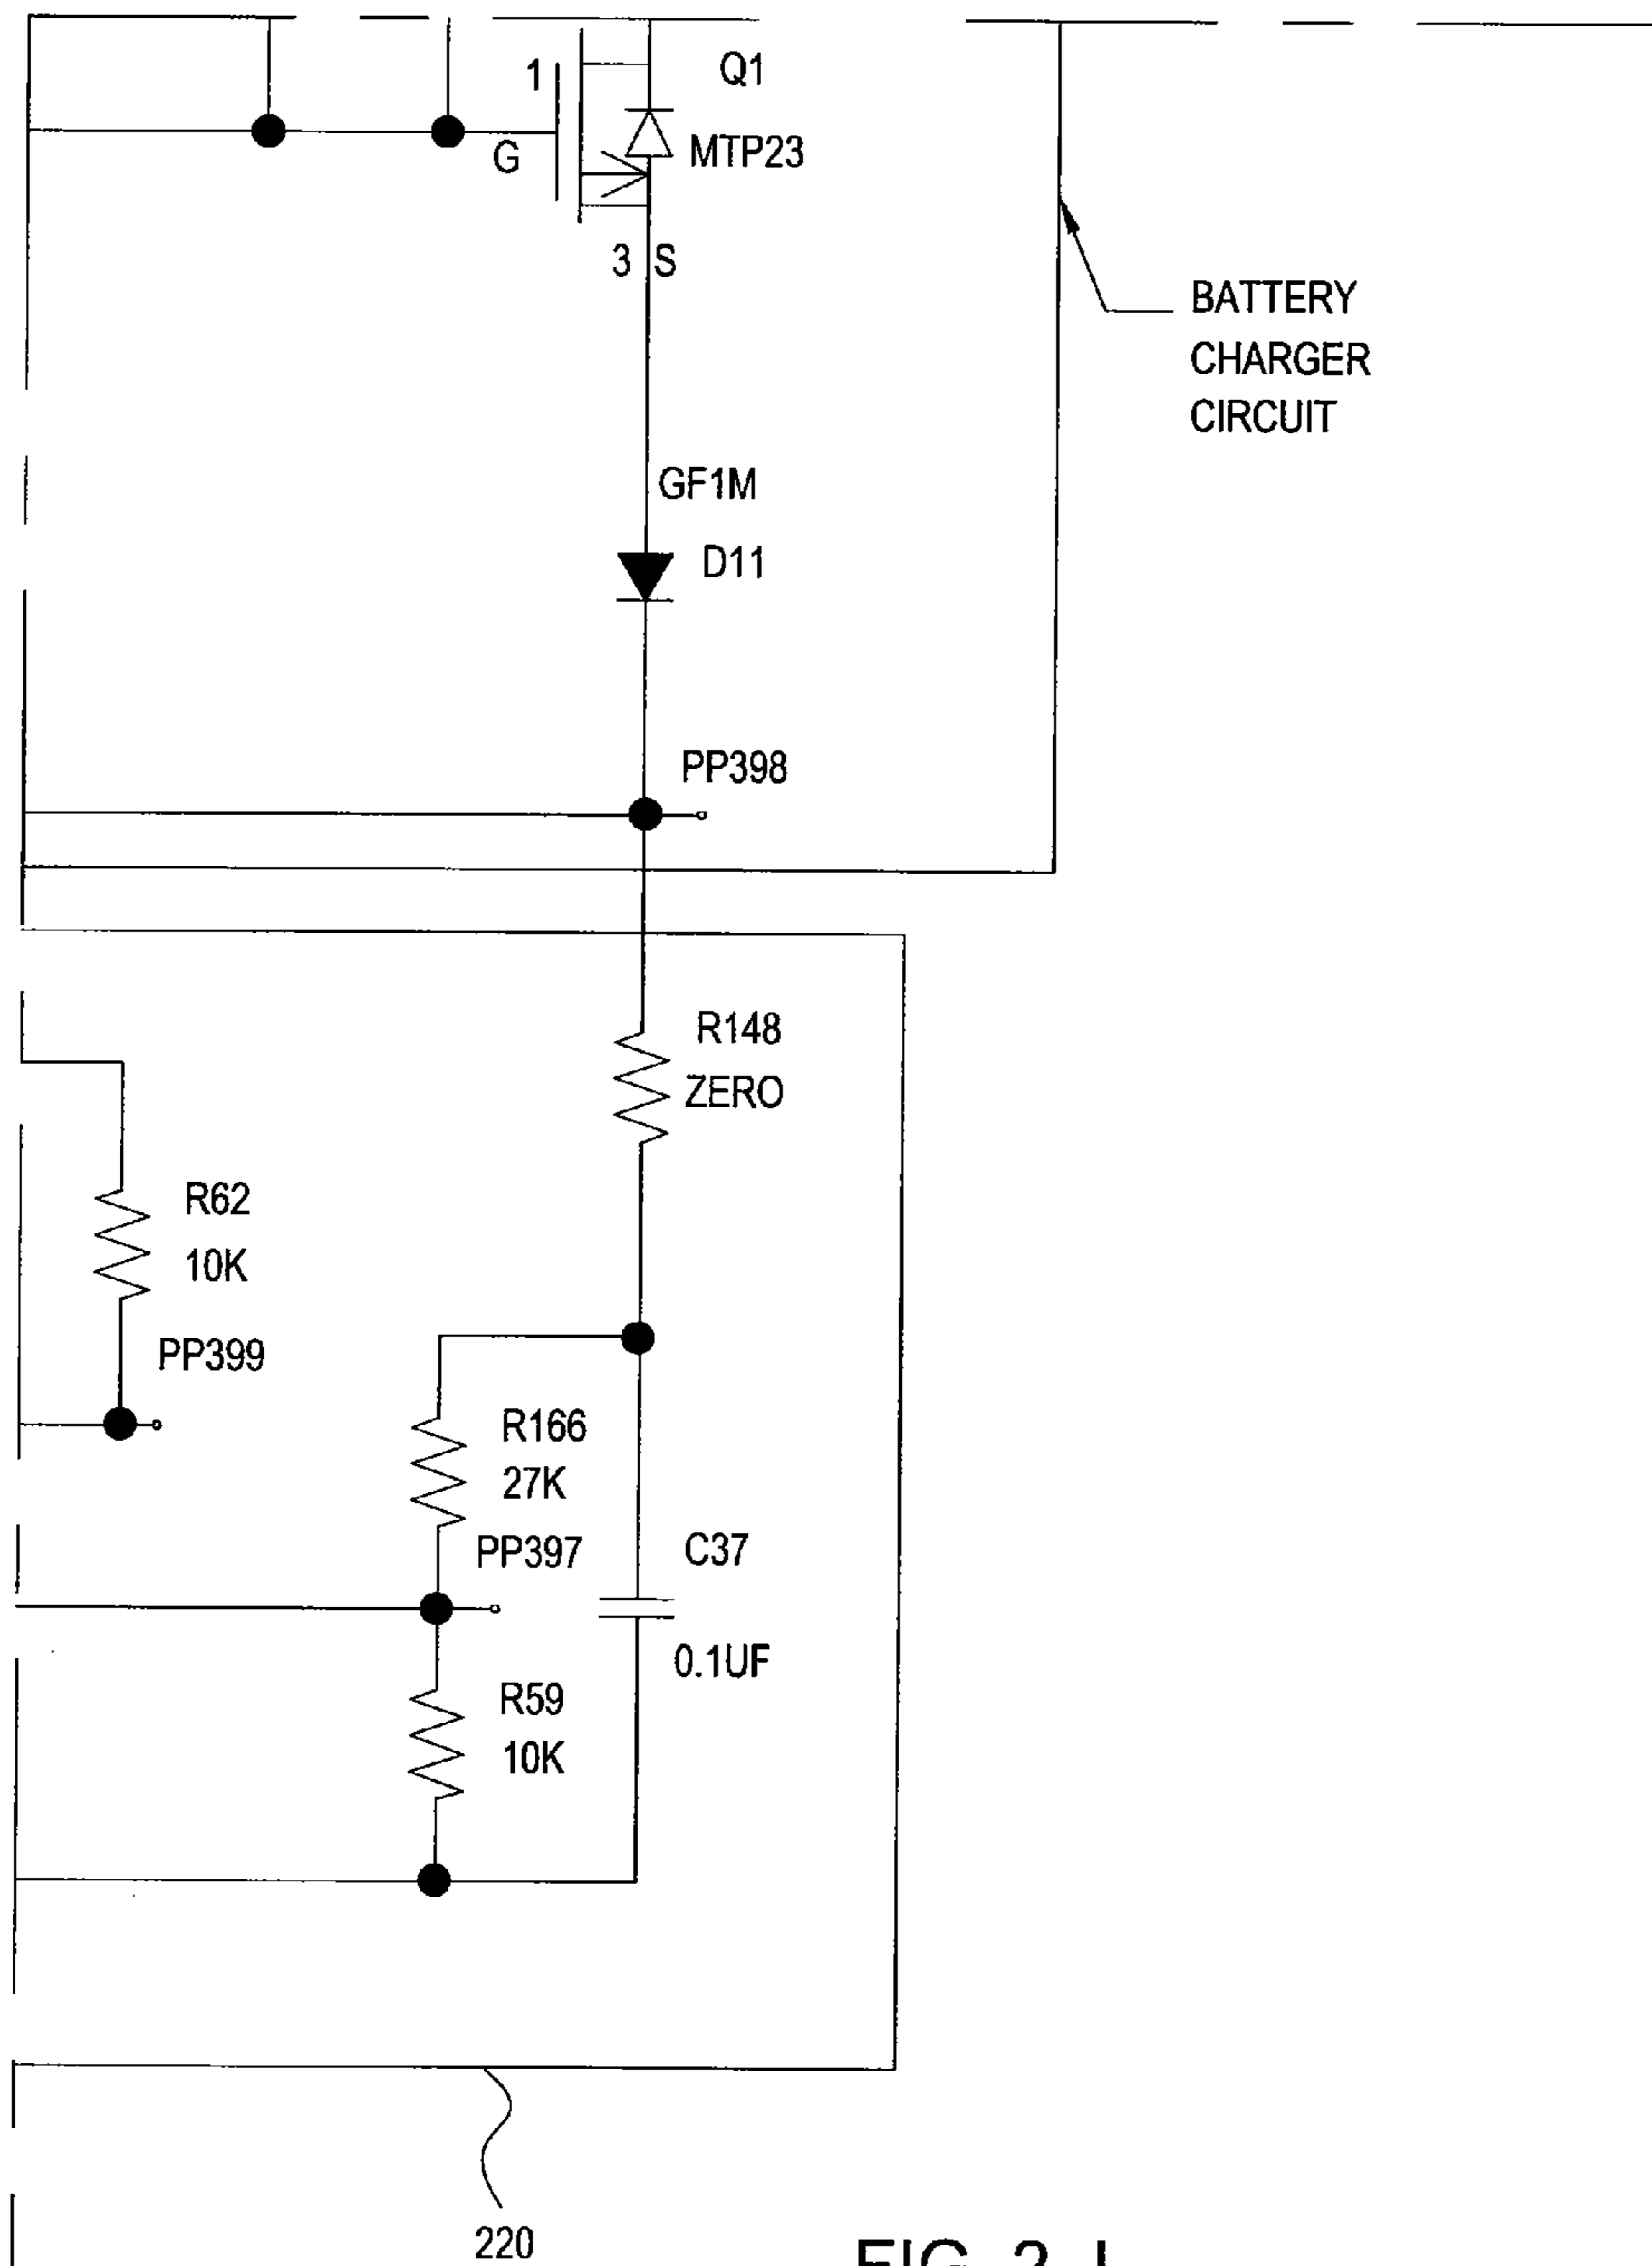 1
Q1
G
MTP23
3 S
BATTERY
CHARGER
CIRCUIT
GF1M
D11
PP398
R148
ZERO
R62
10K
PP399
R166
27K
PP397
C37
0.1UF
R59
10K
220